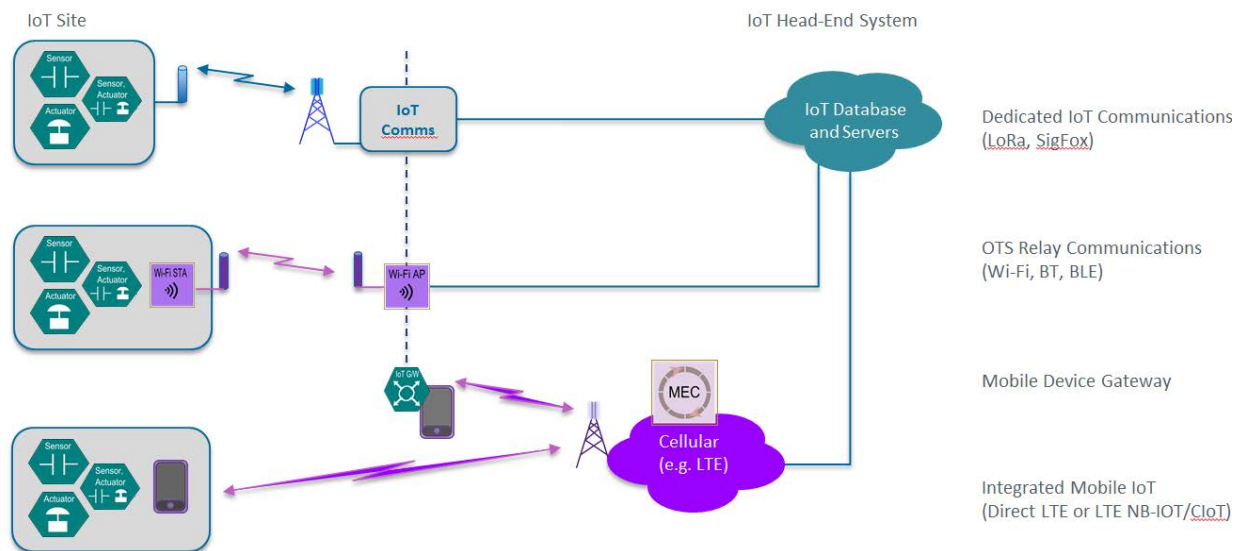 IoT Site
IoT Head-End System
Sensor
Sensor,
Actuator
Actuator
IoT
Comms
IoT Database
and Servers
Dedicated IoT Communications
(LoRa, SigFox)
Sensor
Sensor,
Actuator
Actuator
Wi-Fi STA
Wi-Fi AP
OTS Relay Communications
(Wi-Fi, BT, BLE)
IoT G/W
MEC
Mobile Device Gateway
Sensor
Sensor,
Actuator
Actuator
Cellular
(e.g. LTE)
Integrated Mobile IoT
(Direct LTE or LTE NB-IOT/CIoT)